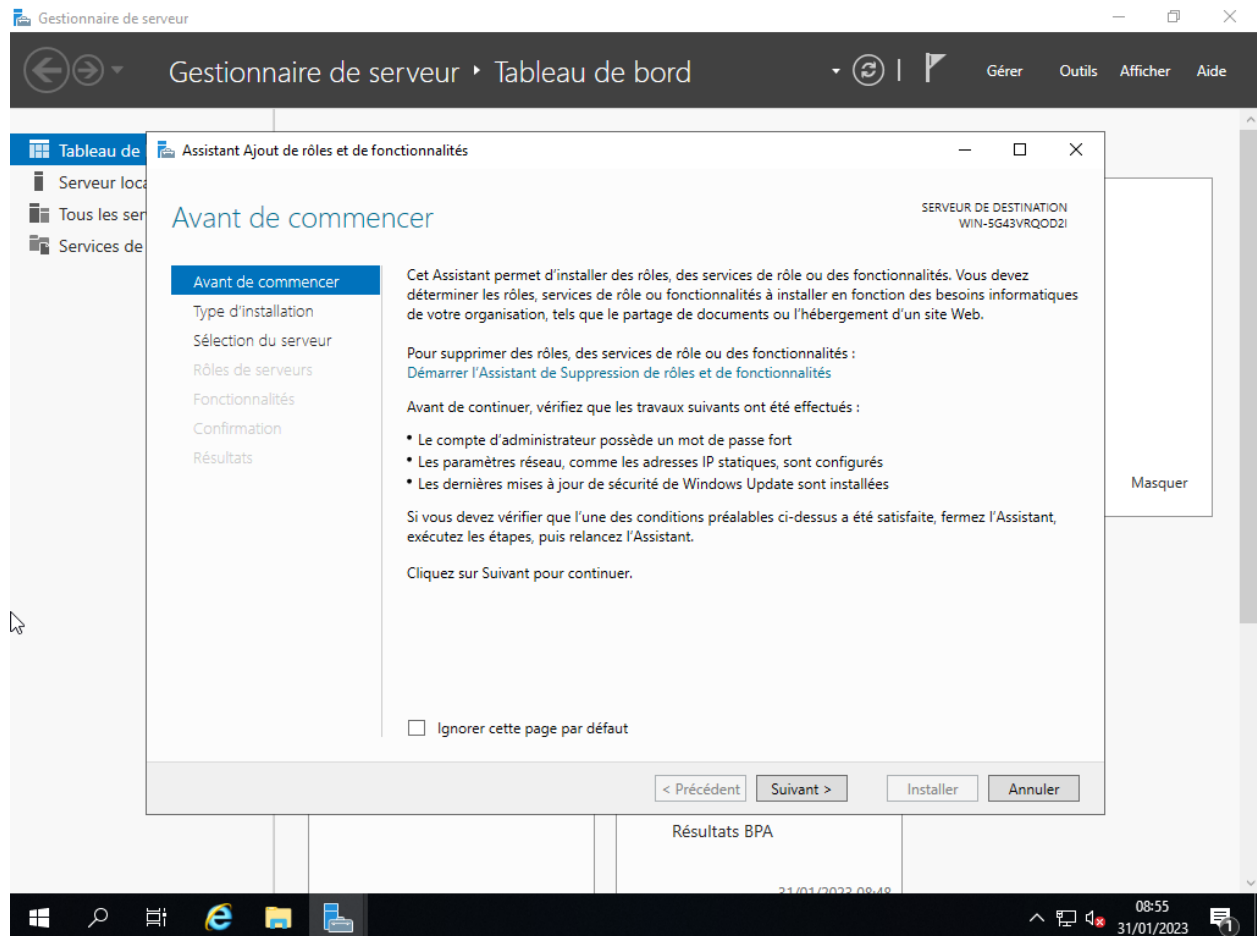 Gestionnaire de serveur
Gestionnaire de serveur • Tableau de bord
Gérer Outils Afficher Aide
Tableau de
Serveur loca
Tous les ser
Services de
Assistant Ajout de rôles et de fonctionnalités
Avant de commencer
SERVEUR DE DESTINATION
WIN-5G43VRQOD2I
Avant de commencer
Type d'installation
Sélection du serveur
Rôles de serveurs
Fonctionnalités
Confirmation
Résultats
Cet Assistant permet d'installer des rôles, des services de rôle ou des fonctionnalités. Vous devez
déterminer les rôles, services de rôle ou fonctionnalités à installer en fonction des besoins informatiques
de votre organisation, tels que le partage de documents ou l'hébergement d'un site Web.
Pour supprimer des rôles, des services de rôle ou des fonctionnalités :
Démarrer l'Assistant de Suppression de rôles et de fonctionnalités
Avant de continuer, vérifiez que les travaux suivants ont été effectués :
• Le compte d'administrateur possède un mot de passe fort
• Les paramètres réseau, comme les adresses IP statiques, sont configurés
• Les dernières mises à jour de sécurité de Windows Update sont installées
Si vous devez vérifier que l'une des conditions préalables ci-dessus a été satisfaite, fermez l'Assistant,
exécutez les étapes, puis relancez l'Assistant.
Cliquez sur Suivant pour continuer.
Ignorer cette page par défaut
< Précédent Suivant > Installer Annuler
Masquer
Résultats BPA
31/01/2023 08:48
08:55
31/01/2023
1